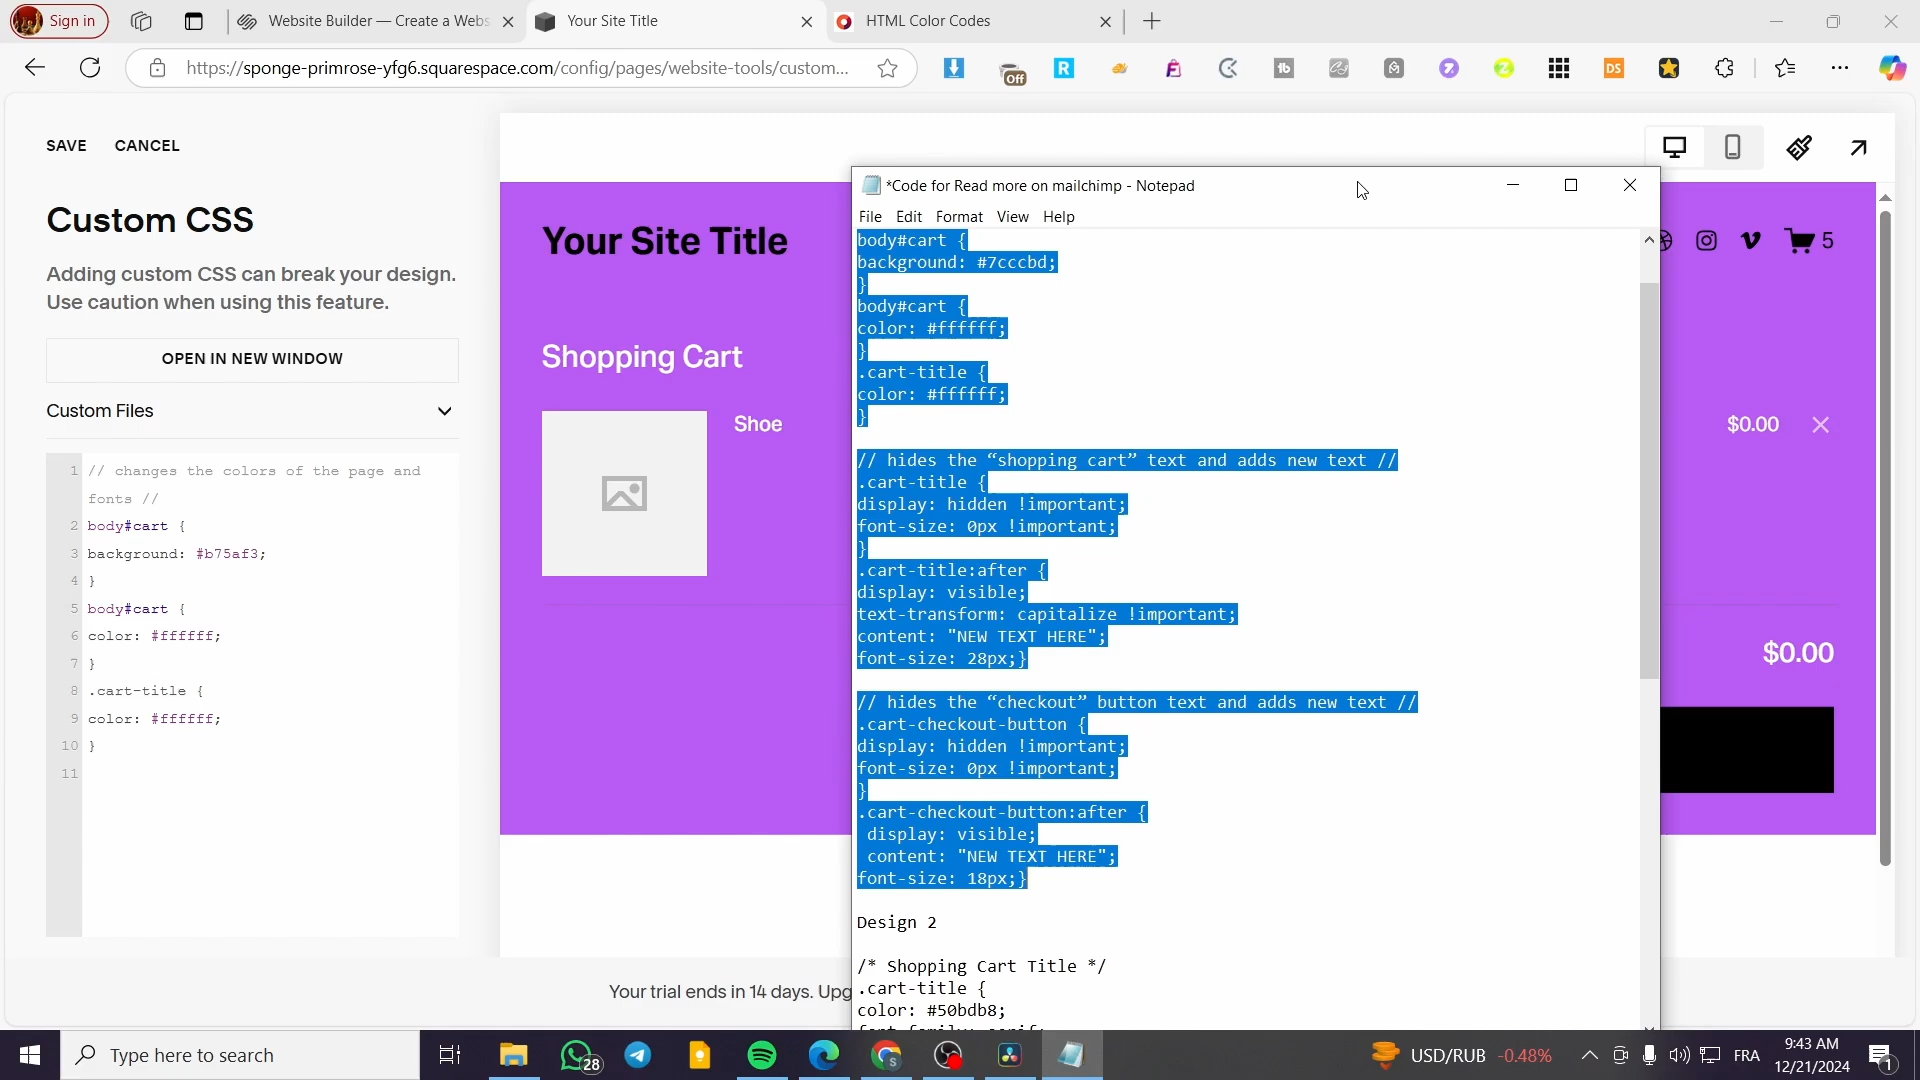 Sign in
Website Builder — Create a Webs
Your Site Title
HTML Color Codes
https://sponge-primrose-yfg6.squarespace.com/config/pages/website-tools/custom...
Off
SAVE
CANCEL
Custom CSS
Adding custom CSS can break your design.
Use caution when using this feature.
OPEN IN NEW WINDOW
Custom Files
1 // changes the colors of the page and
fonts //
2 body#cart {
3 background: #b75af3;
4 }
5 body#cart {
6 color: #ffffff;
7 }
8 .cart-title {
9 color: #ffffff;
10 }
11
Your Site Title
5
Shopping Cart
Shoe
$0.00
$0.00
Your trial ends in 14 days. Upg
*Code for Read more on mailchimp - Notepad
File Edit Format View Help
body#cart {
background: #7cccbd;
}
body#cart {
color: #ffffff;
}
.cart-title {
color: #ffffff;
}
// hides the “shopping cart” text and adds new text //
.cart-title {
display: hidden !important;
font-size: 0px !important;
}
.cart-title:after {
display: visible;
text-transform: capitalize !important;
content: "NEW TEXT HERE";
font-size: 28px;}
// hides the “checkout” button text and adds new text //
.cart-checkout-button {
display: hidden !important;
font-size: 0px !important;
}
.cart-checkout-button:after {
display: visible;
content: "NEW TEXT HERE";
font-size: 18px;}
Design 2
/* Shopping Cart Title */
.cart-title {
color: #50bdb8;
font-family: serif;
Type here to search
28
USD/RUB -0.48%
FRA
9:43 AM
12/21/2024
1